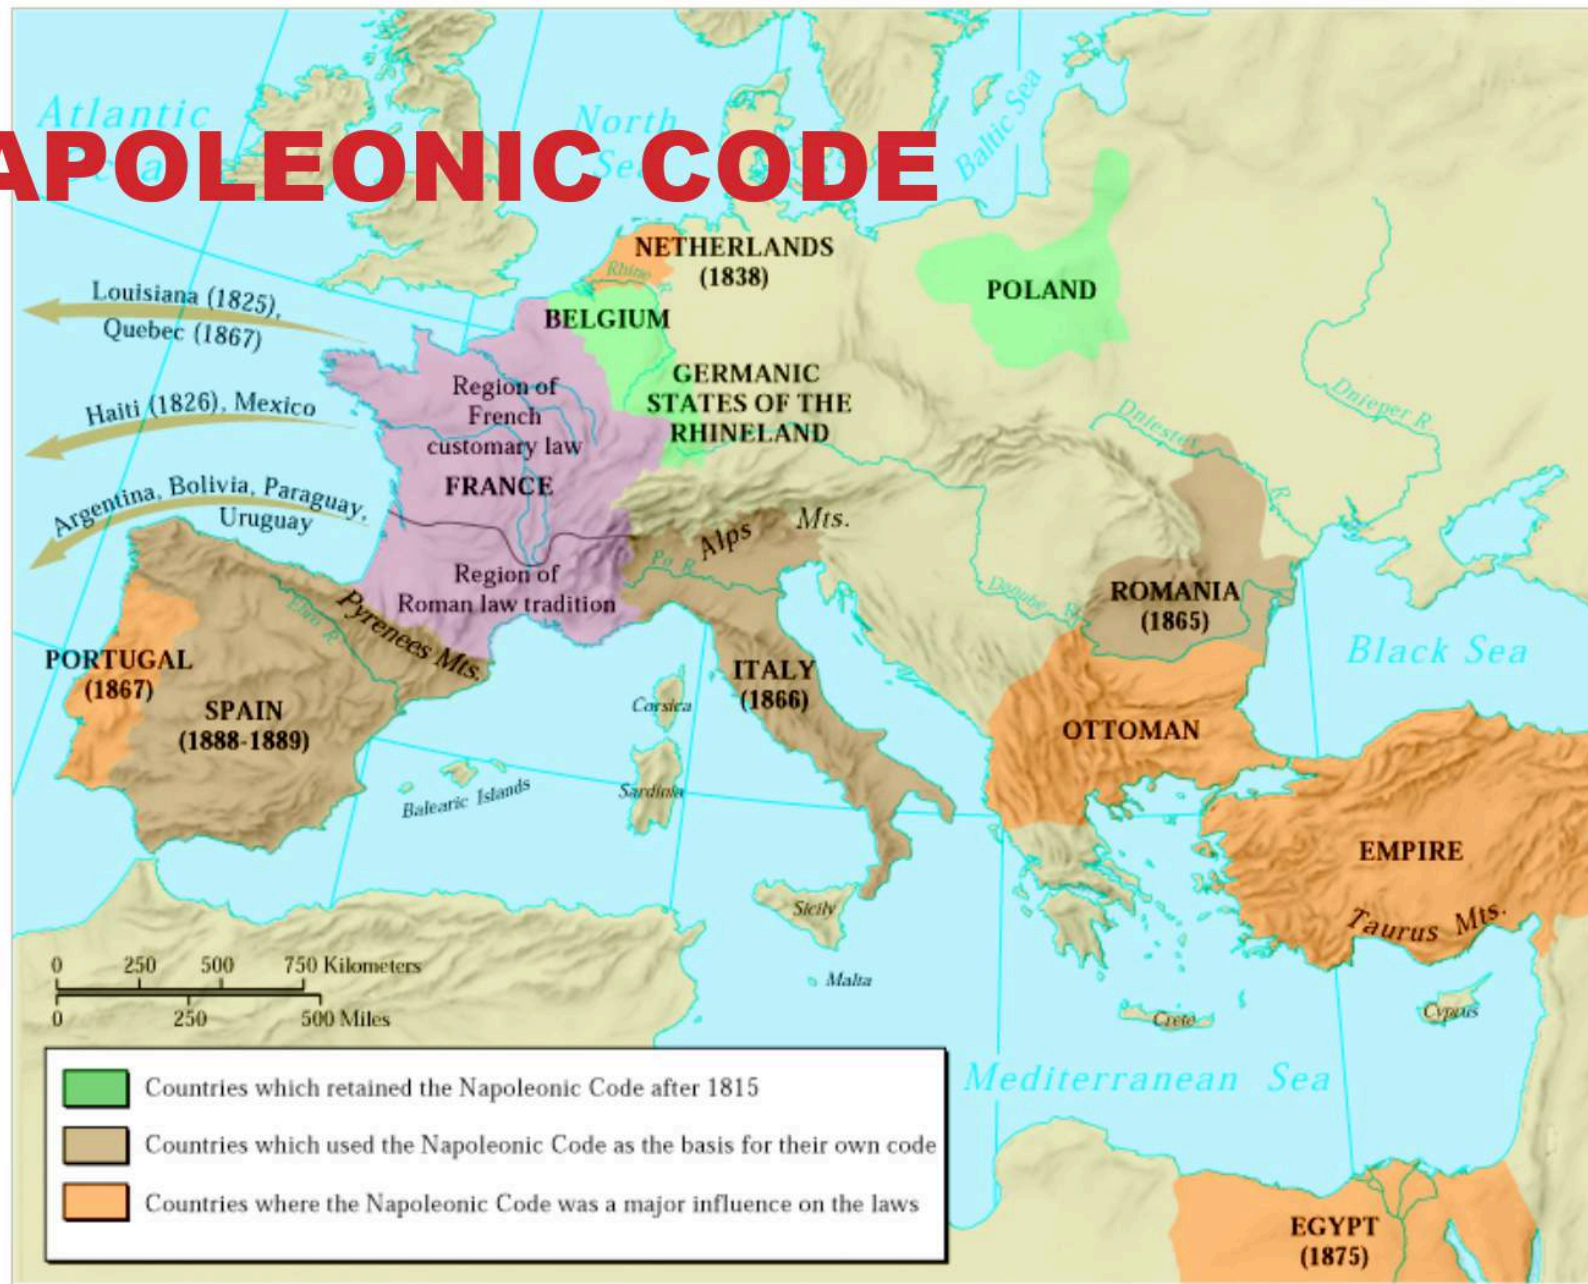 APOLEONIC CODE
Atlantic
North
Sea
Baltic Sea
NETHERLANDS
(1838)
Rhine R.
BELGIUM
POLAND
Louisiana (1825),
Quebec (1867)
GERMANIC
STATES OF THE
RHINELAND
Region of
French
customary law
Haiti (1826), Mexico
Dniester R.
Dnieper R.
FRANCE
Argentina, Bolivia, Paraguay,
Uruguay
Alps Mts.
Po R.
Region of
Roman law tradition
Danube R.
ROMANIA
(1865)
Ebro R.
Pyrenees Mts.
Black Sea
PORTUGAL
(1867)
SPAIN
(1888-1889)
ITALY
(1866)
Corsica
OTTOMAN
Sardinia
Balearic Islands
EMPIRE
Sicily
Taurus Mts.
0 250 500 750 Kilometers
0 250 500 Miles
Malta
Crete
Cyprus
Mediterranean Sea
Countries which retained the Napoleonic Code after 1815
Countries which used the Napoleonic Code as the basis for their own code
Countries where the Napoleonic Code was a major influence on the laws
EGYPT
(1875)